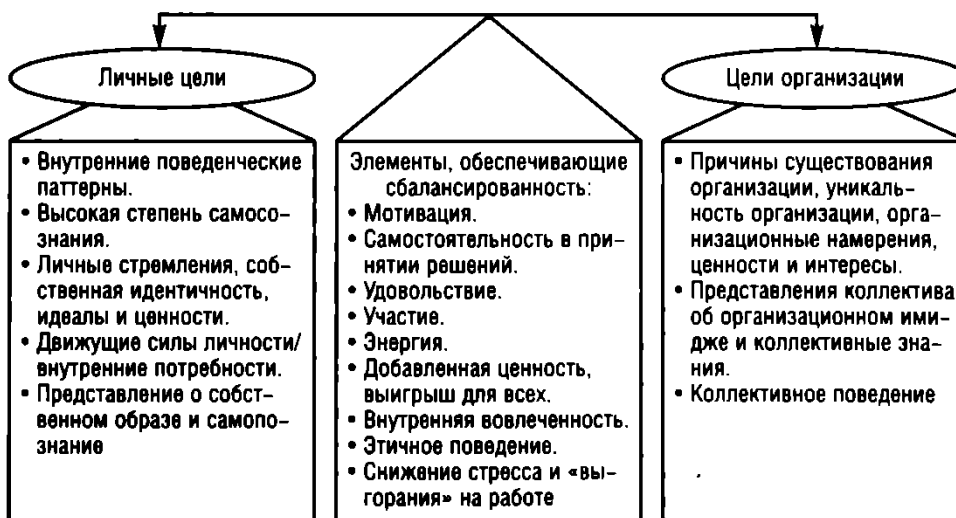 Личные цели
• Внутренние поведенческие
паттерны.
• Высокая степень самосо-
знания.
• Личные стремления, соб-
ственная идентичность,
идеалы и ценности.
• Движущие силы личности/
внутренние потребности.
• Представление о собст-
венном образе и самопо-
знание
Элементы, обеспечивающие
сбалансированность:
• Мотивация.
• Самостоятельность в при-
нятии решений.
• Удовольствие.
• Участие.
• Энергия.
• Добавленная ценность,
выигрыш для всех.
• Внутренняя вовлеченность.
• Этичное поведение.
• Снижение стресса и «вы-
горания» на работе
Цели организации
• Причины существования
организации, уникаль-
ность организации, орга-
низационные намерения,
ценности и интересы.
• Представления коллектива
об организационном ими-
дже и коллективные зна-
ния.
• Коллективное поведение